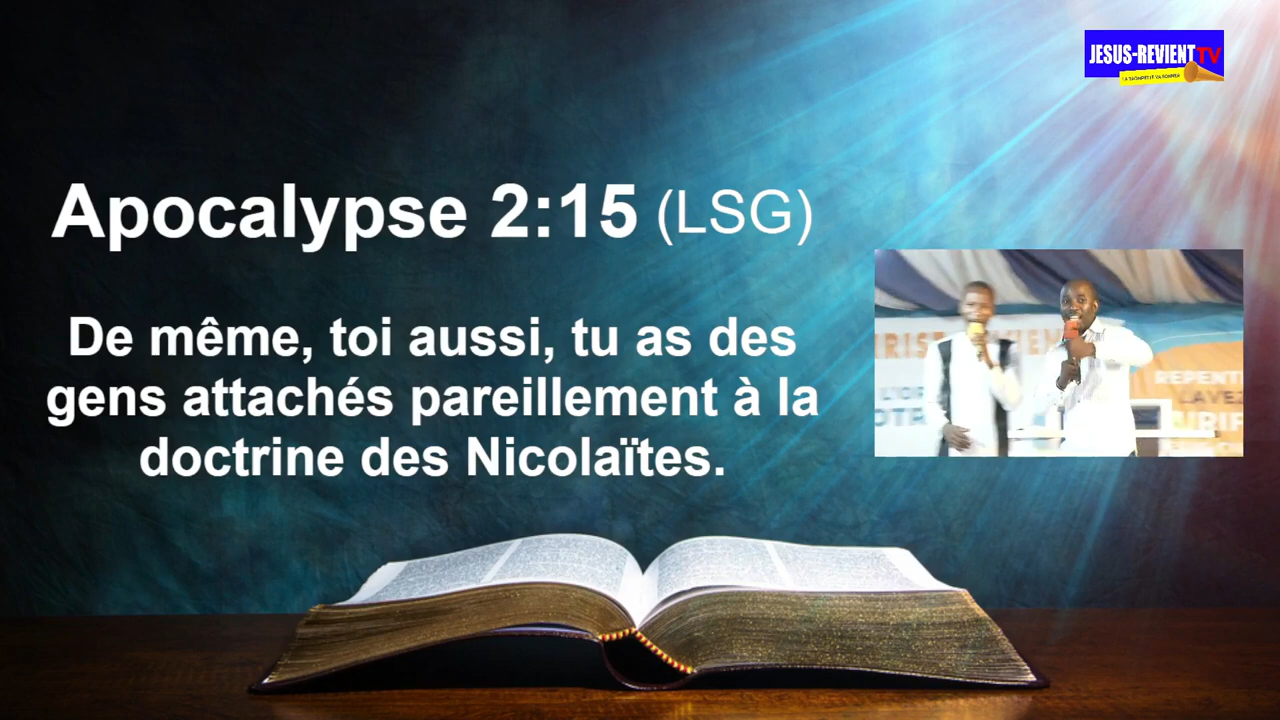 JESUS-REVIENT TV
Apocalypse 2:15 (LSG)
De même, toi aussi, tu as des
gens attachés pareillement à la
doctrine des Nicolaïtes.
REPENT